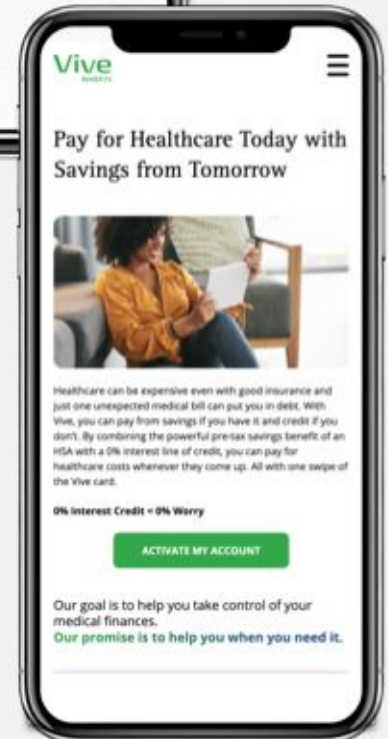 Vive
BENEFITS
Pay for Healthcare Today with
Savings from Tomorrow
Healthcare can be expensive even with good insurance and
just one unexpected medical bill can put you in debt. With
Vive, you can pay from savings if you have it and credit if you
don't. By combining the powerful pre-tax savings benefit of an
HSA with a 0% interest line of credit, you can pay for
healthcare costs whenever they come up. All with one swipe of
the Vive card.
0% Interest Credit = 0% Worry
ACTIVATE MY ACCOUNT
Our goal is to help you take control of your
medical finances.
Our promise is to help you when you need it.